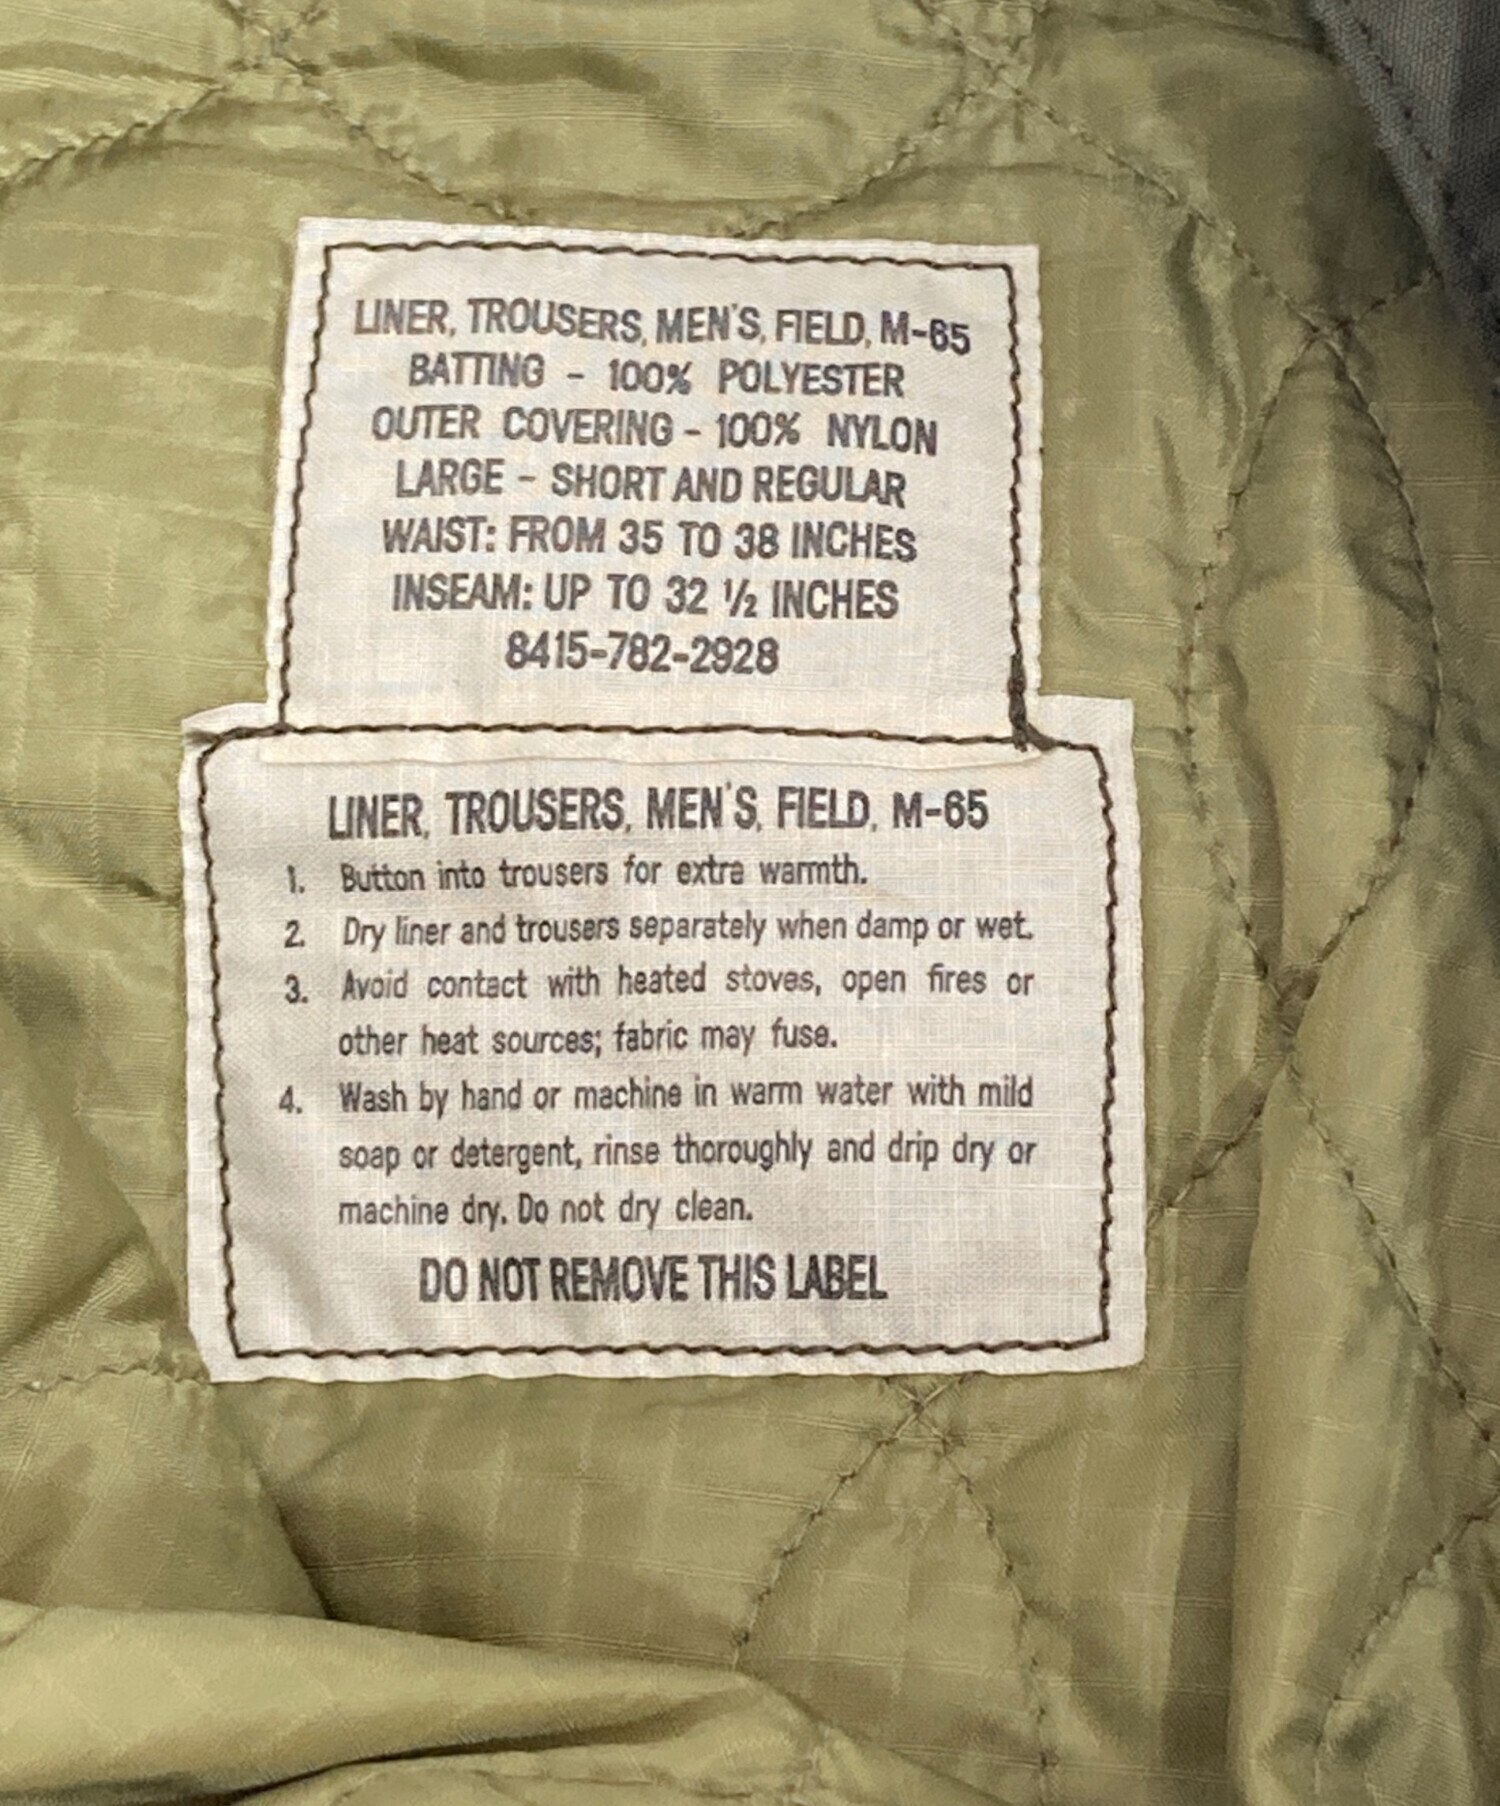 LINER, TROUSERS, MEN'S, FIELD, M-65
BATTING - 100% POLYESTER
OUTER COVERING - 100% NYLON
LARGE - SHORT AND REGULAR
WAIST: FROM 35 TO 38 INCHES
INSEAM: UP TO 32 ½ INCHES
8415-782-2928
LINER, TROUSERS, MEN'S, FIELD, M-65
1. Button into trousers for extra warmth.
2. Dry liner and trousers separately when damp or wet.
3. Avoid contact with heated stoves, open fires or
other heat sources; fabric may fuse.
4. Wash by hand or machine in warm water with mild
soap or detergent, rinse thoroughly and drip dry or
machine dry. Do not dry clean.
DO NOT REMOVE THIS LABEL